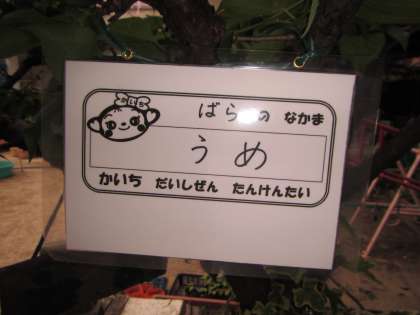 ばら の なかま
うめ
かいち だいしぜん たんけんたい